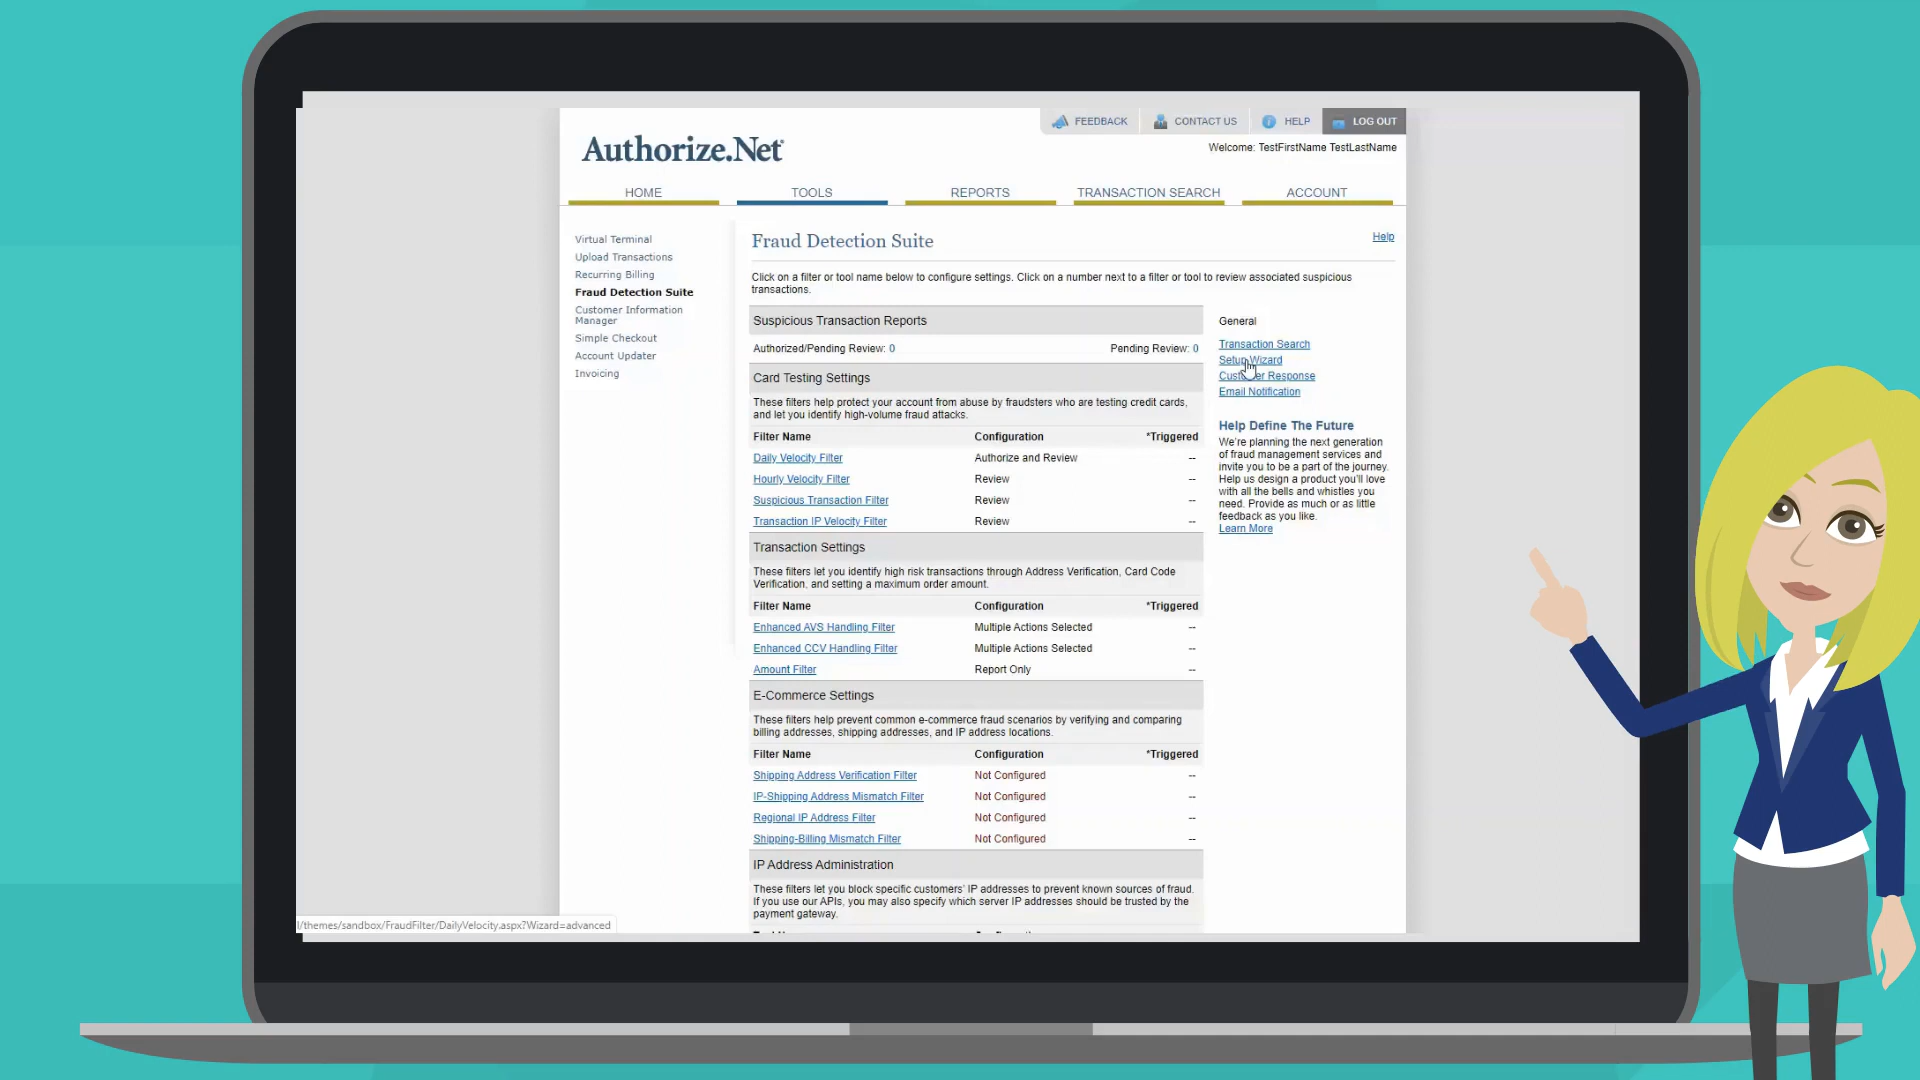 FEEDBACK CONTACT US HELP LOG OUT
Authorize.Net
Welcome: TestFirstName TestLastName
HOME TOOLS REPORTS TRANSACTION SEARCH ACCOUNT
Virtual Terminal
Upload Transactions
Recurring Billing
Fraud Detection Suite
Customer Information
Manager
Simple Checkout
Account Updater
Invoicing
Fraud Detection Suite
Help
Click on a filter or tool name below to configure settings. Click on a number next to a filter or tool to review associated suspicious
transactions.
Suspicious Transaction Reports
Authorized/Pending Review: 0 Pending Review: 0
Card Testing Settings
These filters help protect your account from abuse by fraudsters who are testing credit cards,
and let you identify high-volume fraud attacks.
Filter Name Configuration *Triggered
Daily Velocity Filter Authorize and Review --
Hourly Velocity Filter Review --
Suspicious Transaction Filter Review --
Transaction IP Velocity Filter Review --
Transaction Settings
These filters let you identify high risk transactions through Address Verification, Card Code
Verification, and setting a maximum order amount.
Filter Name Configuration *Triggered
Enhanced AVS Handling Filter Multiple Actions Selected --
Enhanced CCV Handling Filter Multiple Actions Selected --
Amount Filter Report Only --
E-Commerce Settings
These filters help prevent common e-commerce fraud scenarios by verifying and comparing
billing addresses, shipping addresses, and IP address locations.
Filter Name Configuration *Triggered
Shipping Address Verification Filter Not Configured --
IP-Shipping Address Mismatch Filter Not Configured --
Regional IP Address Filter Not Configured --
Shipping-Billing Mismatch Filter Not Configured --
IP Address Administration
These filters let you block specific customers' IP addresses to prevent known sources of fraud.
If you use our APIs, you may also specify which server IP addresses should be trusted by the
payment gateway.
General
Transaction Search
Setup Wizard
Customer Response
Email Notification
Help Define The Future
We're planning the next generation
of fraud management services and
invite you to be a part of the journey.
Help us design a product you'll love
with all the bells and whistles you
need. Provide as much or as little
feedback as you like.
Learn More
/themes/sandbox/FraudFilter/DailyVelocity.aspx?Wizard=advanced